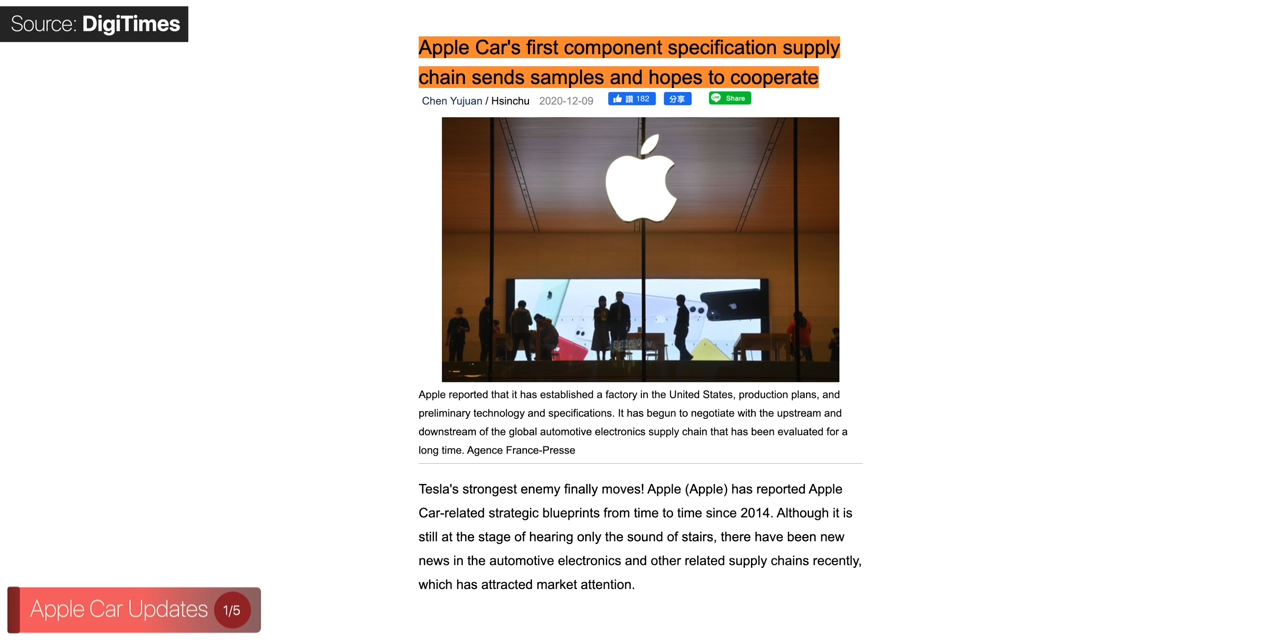 Source: DigiTimes
Apple Car's first component specification supply
chain sends samples and hopes to cooperate
Chen Yujuan / Hsinchu 2020-12-09 讚 182 分享 Share
Apple reported that it has established a factory in the United States, production plans, and
preliminary technology and specifications. It has begun to negotiate with the upstream and
downstream of the global automotive electronics supply chain that has been evaluated for a
long time. Agence France-Presse
Tesla's strongest enemy finally moves! Apple (Apple) has reported Apple
Car-related strategic blueprints from time to time since 2014. Although it is
still at the stage of hearing only the sound of stairs, there have been new
news in the automotive electronics and other related supply chains recently,
which has attracted market attention.
Apple Car Updates 1/5